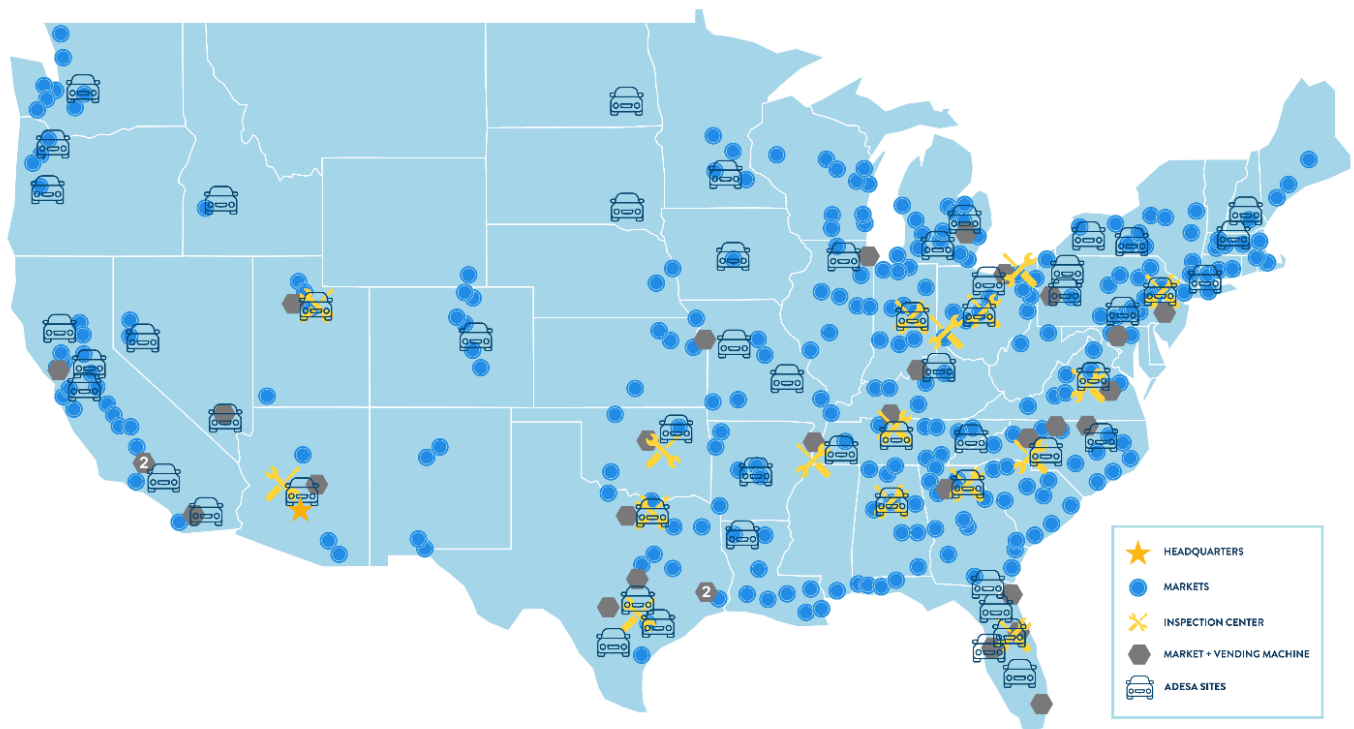 2
2
HEADQUARTERS
MARKETS
INSPECTION CENTER
MARKET + VENDING MACHINE
ADESA SITES